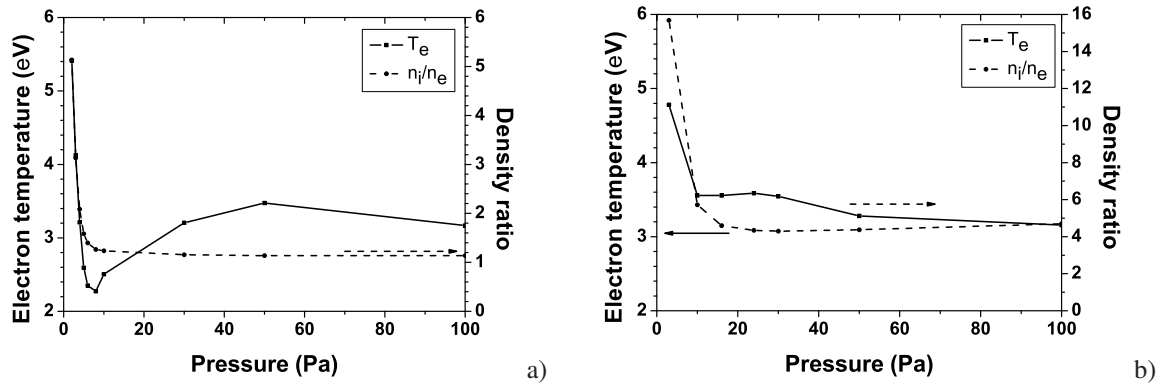 Electron temperature (eV)
6
5
4
3
2
T_e
n_i/n_e
6
5
4
3
2
1
0
Density ratio
0 20 40 60 80 100
Pressure (Pa)
a)
Electron temperature (eV)
6
5
4
3
2
T_e
n_i/n_e
16
14
12
10
8
6
4
2
0
Density ratio
0 20 40 60 80 100
Pressure (Pa)
b)